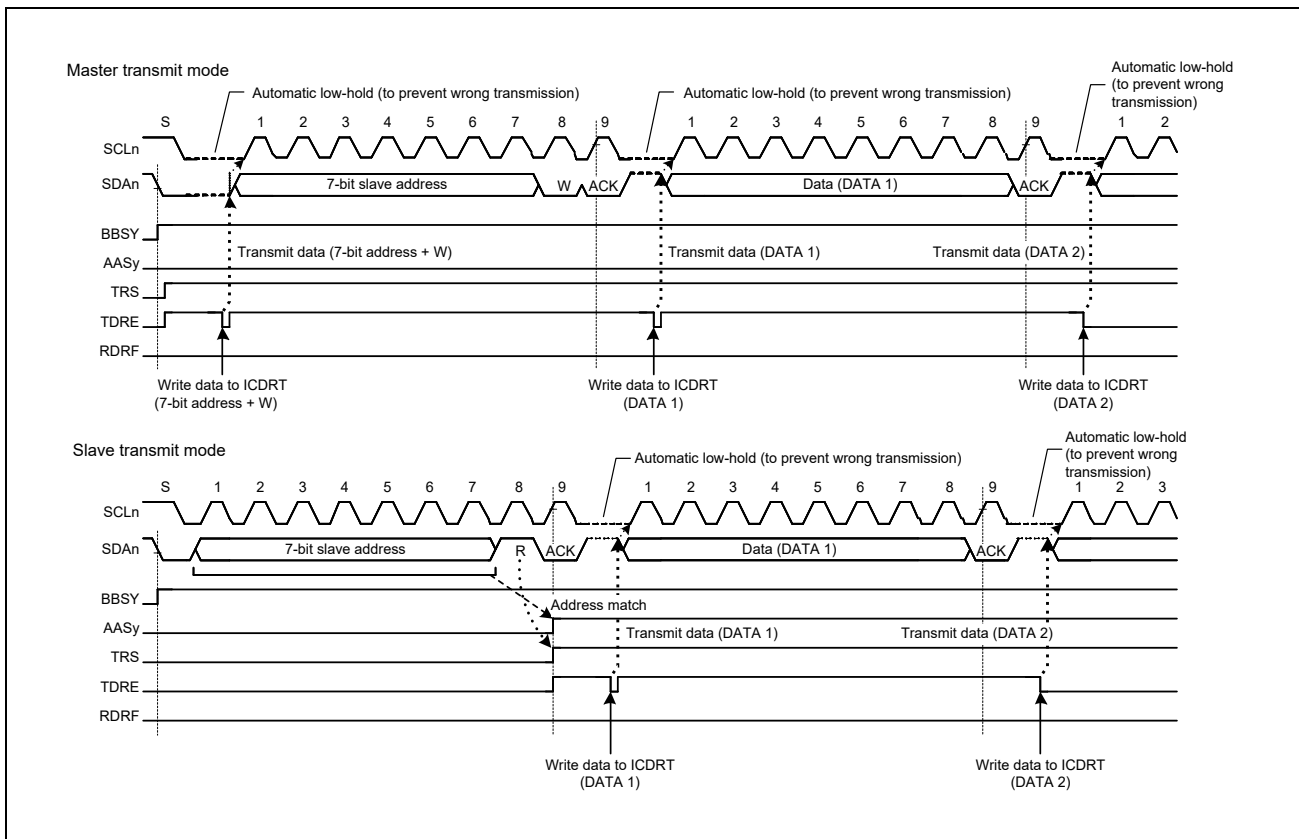 Master transmit mode
Automatic low-hold (to prevent wrong transmission)
Automatic low-hold (to prevent wrong transmission)
Automatic low-hold
(to prevent wrong
transmission)
S 1 2 3 4 5 6 7 8 9 1 2 3 4 5 6 7 8 9 1 2
SCLn
SDAn 7-bit slave address W ACK Data (DATA 1) ACK
BBSY
Transmit data (7-bit address + W) Transmit data (DATA 1) Transmit data (DATA 2)
AASy
TRS
TDRE
RDRF
Write data to ICDRT
(7-bit address + W)
Write data to ICDRT
(DATA 1)
Write data to ICDRT
(DATA 2)
Slave transmit mode
Automatic low-hold (to prevent wrong transmission)
Automatic low-hold
(to prevent wrong
transmission)
S 1 2 3 4 5 6 7 8 9 1 2 3 4 5 6 7 8 9 1 2 3
SCLn
SDAn 7-bit slave address R ACK Data (DATA 1) ACK
BBSY
Address match
AASy
Transmit data (DATA 1) Transmit data (DATA 2)
TRS
TDRE
RDRF
Write data to ICDRT
(DATA 1)
Write data to ICDRT
(DATA 2)